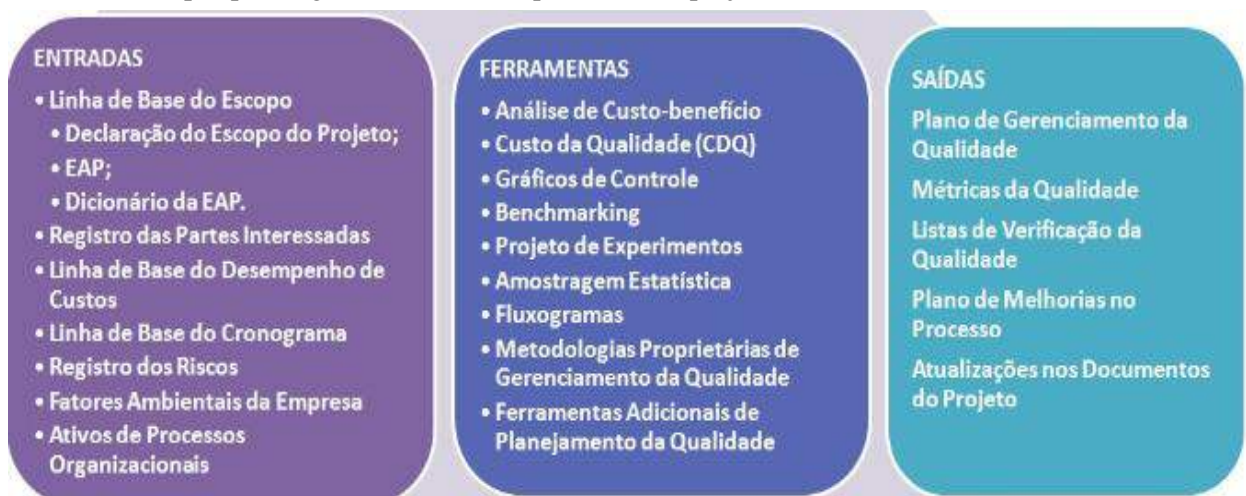 ENTRADAS
• Linha de Base do Escopo
• Declaração do Escopo do Projeto;
• EAP;
• Dicionário da EAP.
• Registro das Partes Interessadas
• Linha de Base do Desempenho de
Custos
• Linha de Base do Cronograma
• Registro dos Riscos
• Fatores Ambientais da Empresa
• Ativos de Processos
Organizacionais
FERRAMENTAS
• Análise de Custo-benefício
• Custo da Qualidade (CDQ)
• Gráficos de Controle
• Benchmarking
• Projeto de Experimentos
• Amostragem Estatística
• Fluxogramas
• Metodologias Proprietárias de
Gerenciamento da Qualidade
• Ferramentas Adicionais de
Planejamento da Qualidade
SAÍDAS
Plano de Gerenciamento da
Qualidade
Métricas da Qualidade
Listas de Verificação da
Qualidade
Plano de Melhorias no
Processo
Atualizações nos Documentos
do Projeto